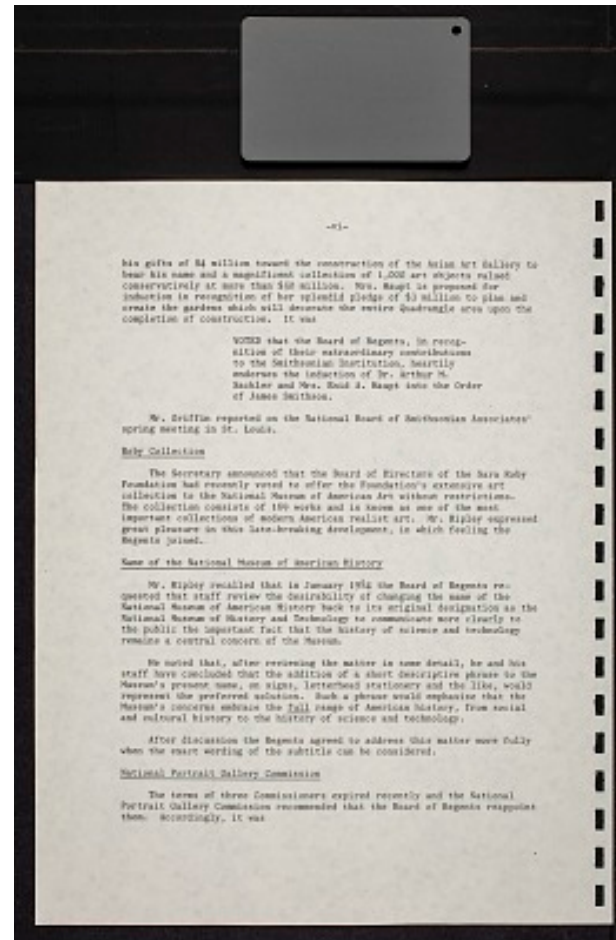 -vi-
his gifts of $4 million toward the construction of the Asian Art Gallery to
bear his name and a magnificent collection of 1,000 art objects valued
conservatively at more than $50 million. Mrs. Haupt is proposed for
induction in recognition of her splendid pledge of $3 million to plan and
create the gardens which will decorate the entire Quadrangle area upon the
completion of construction. It was
VOTED that the Board of Regents, in recog-
nition of their extraordinary contributions
to the Smithsonian Institution, heartily
endorses the induction of Dr. Arthur M.
Sackler and Mrs. Enid A. Haupt into the Order
of James Smithson.
Mr. Griffin reported on the National Board of Smithsonian Associates'
spring meeting in St. Louis.
Roby Collection
The Secretary announced that the Board of Directors of the Sara Roby
Foundation had recently voted to offer the Foundation's extensive art
collection to the National Museum of American Art without restrictions.
The collection consists of 169 works and is known as one of the most
important collections of modern American realist art. Mr. Ripley expressed
great pleasure in this late-breaking development, in which feeling the
Regents joined.
Name of the National Museum of American History
Mr. Ripley recalled that in January 1984 the Board of Regents re-
quested that staff review the desirability of changing the name of the
National Museum of American History back to its original designation as the
National Museum of History and Technology to communicate more clearly to
the public the important fact that the history of science and technology
remains a central concern of the Museum.
He noted that, after reviewing the matter in some detail, he and his
staff have concluded that the addition of a short descriptive phrase to the
Museum's present name, on signs, letterhead stationery and the like, would
represent the preferred solution. Such a phrase would emphasize that the
Museum's concerns embrace the full range of American history, from social
and cultural history to the history of science and technology.
After discussion the Regents agreed to address this matter more fully
when the exact wording of the subtitle can be considered.
National Portrait Gallery Commission
The terms of three Commissioners expired recently and the National
Portrait Gallery Commission recommended that the Board of Regents reappoint
them. Accordingly, it was